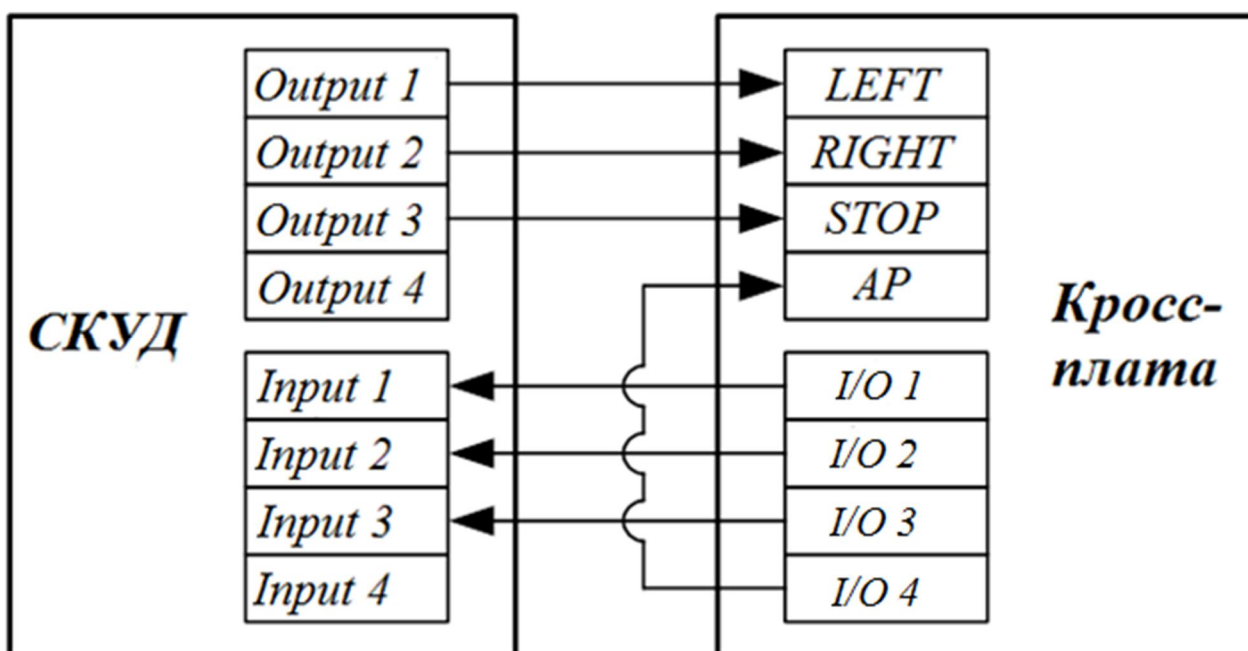 СКУД
Output 1
Output 2
Output 3
Output 4
Input 1
Input 2
Input 3
Input 4
LEFT
RIGHT
STOP
AP
I/O 1
I/O 2
I/O 3
I/O 4
Кросс-
плата